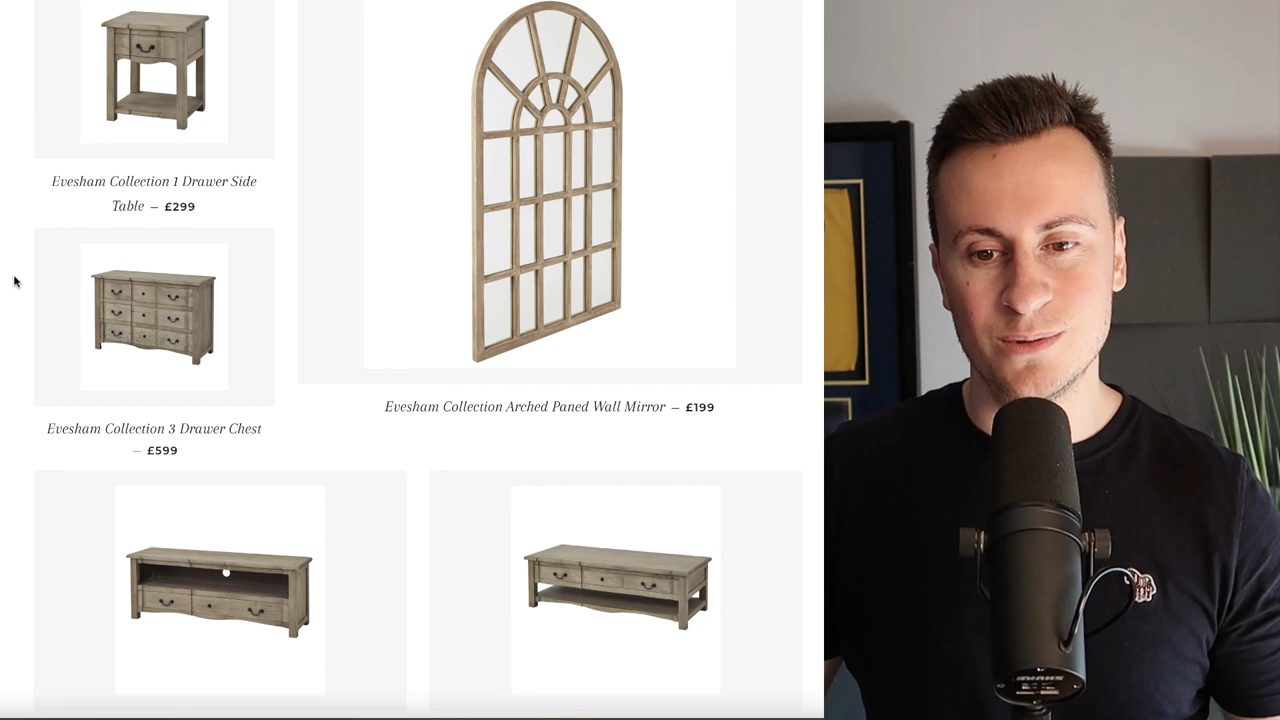 Evesham Collection 1 Drawer Side
Table – £299
Evesham Collection 3 Drawer Chest
– £599
Evesham Collection Arched Paned Wall Mirror – £199